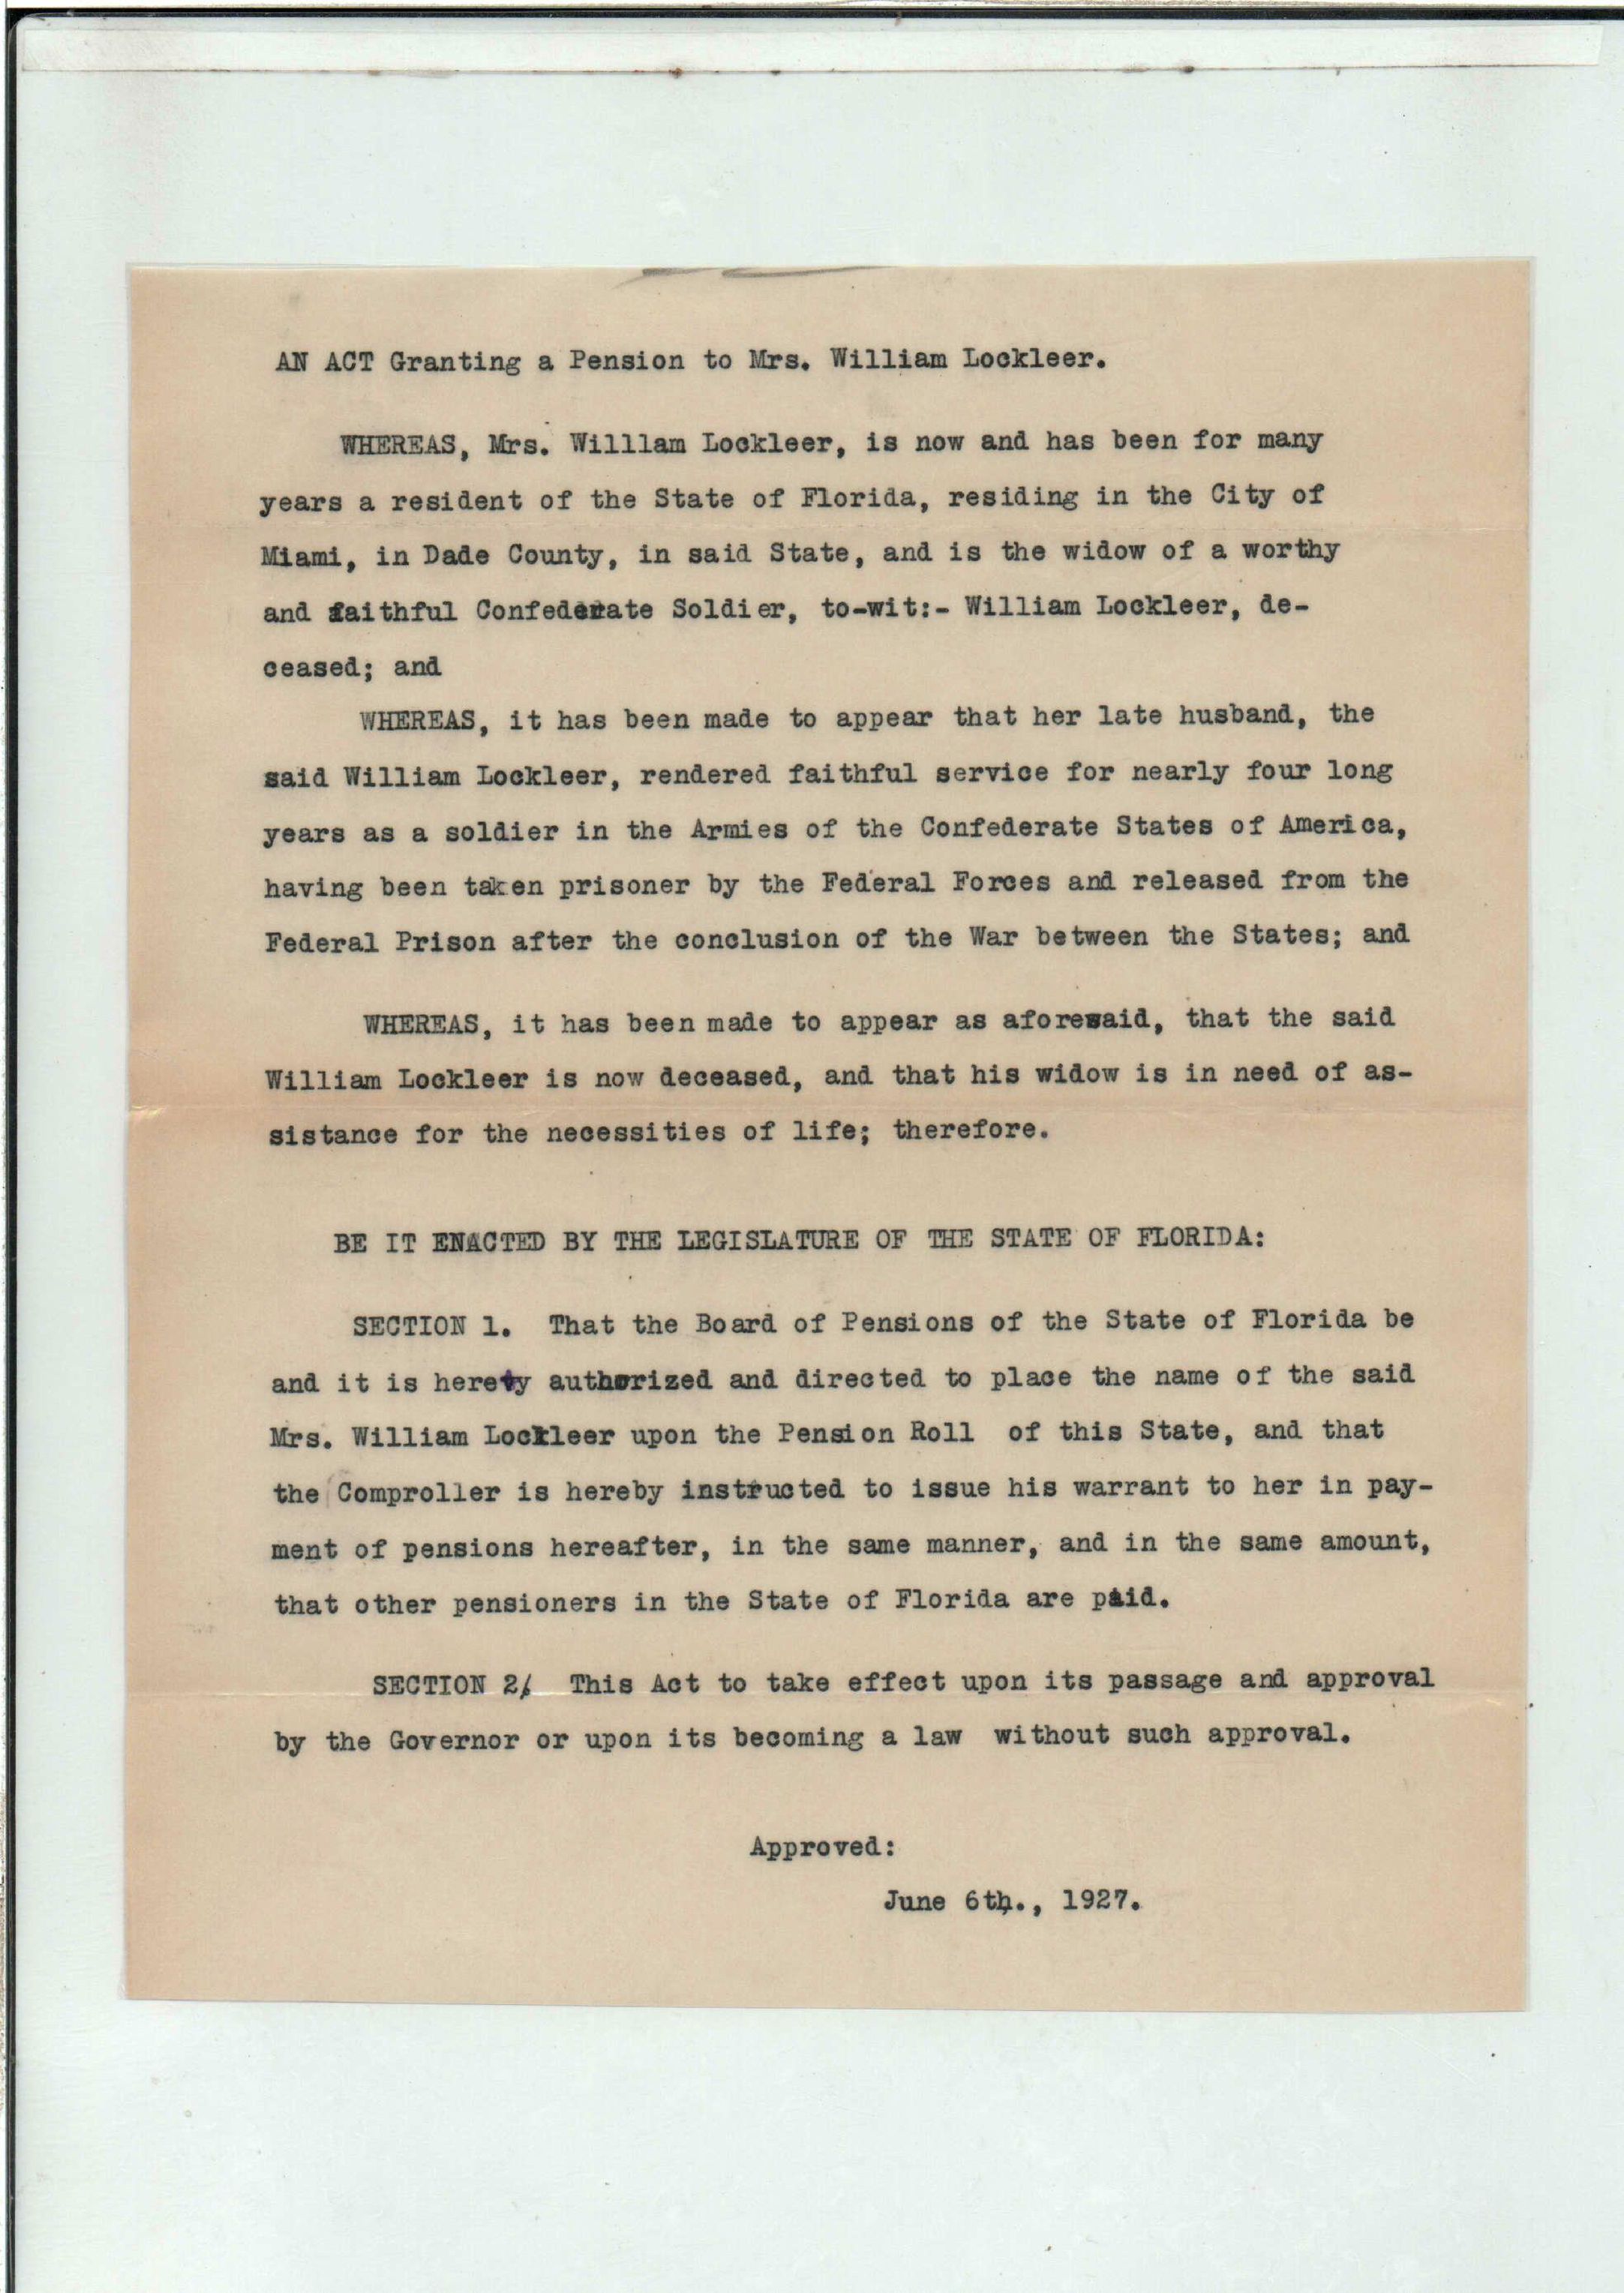 AN ACT Granting a Pension to Mrs. William Lockleer.
WHEREAS, Mrs. Willlam Lockleer, is now and has been for many
years a resident of the State of Florida, residing in the City of
Miami, in Dade County, in said State, and is the widow of a worthy
and faithful Confederate Soldier, to-wit:- William Lockleer, de-
ceased; and
WHEREAS, it has been made to appear that her late husband, the
said William Lockleer, rendered faithful service for nearly four long
years as a soldier in the Armies of the Confederate States of America,
having been taken prisoner by the Federal Forces and released from the
Federal Prison after the conclusion of the War between the States; and
WHEREAS, it has been made to appear as aforesaid, that the said
William Lockleer is now deceased, and that his widow is in need of as-
sistance for the necessities of life; therefore.
BE IT ENACTED BY THE LEGISLATURE OF THE STATE OF FLORIDA:
SECTION 1. That the Board of Pensions of the State of Florida be
and it is hereby authorized and directed to place the name of the said
Mrs. William Lockleer upon the Pension Roll of this State, and that
the Comproller is hereby instructed to issue his warrant to her in pay-
ment of pensions hereafter, in the same manner, and in the same amount,
that other pensioners in the State of Florida are paid.
SECTION 2. This Act to take effect upon its passage and approval
by the Governor or upon its becoming a law without such approval.
Approved:
June 6th., 1927.